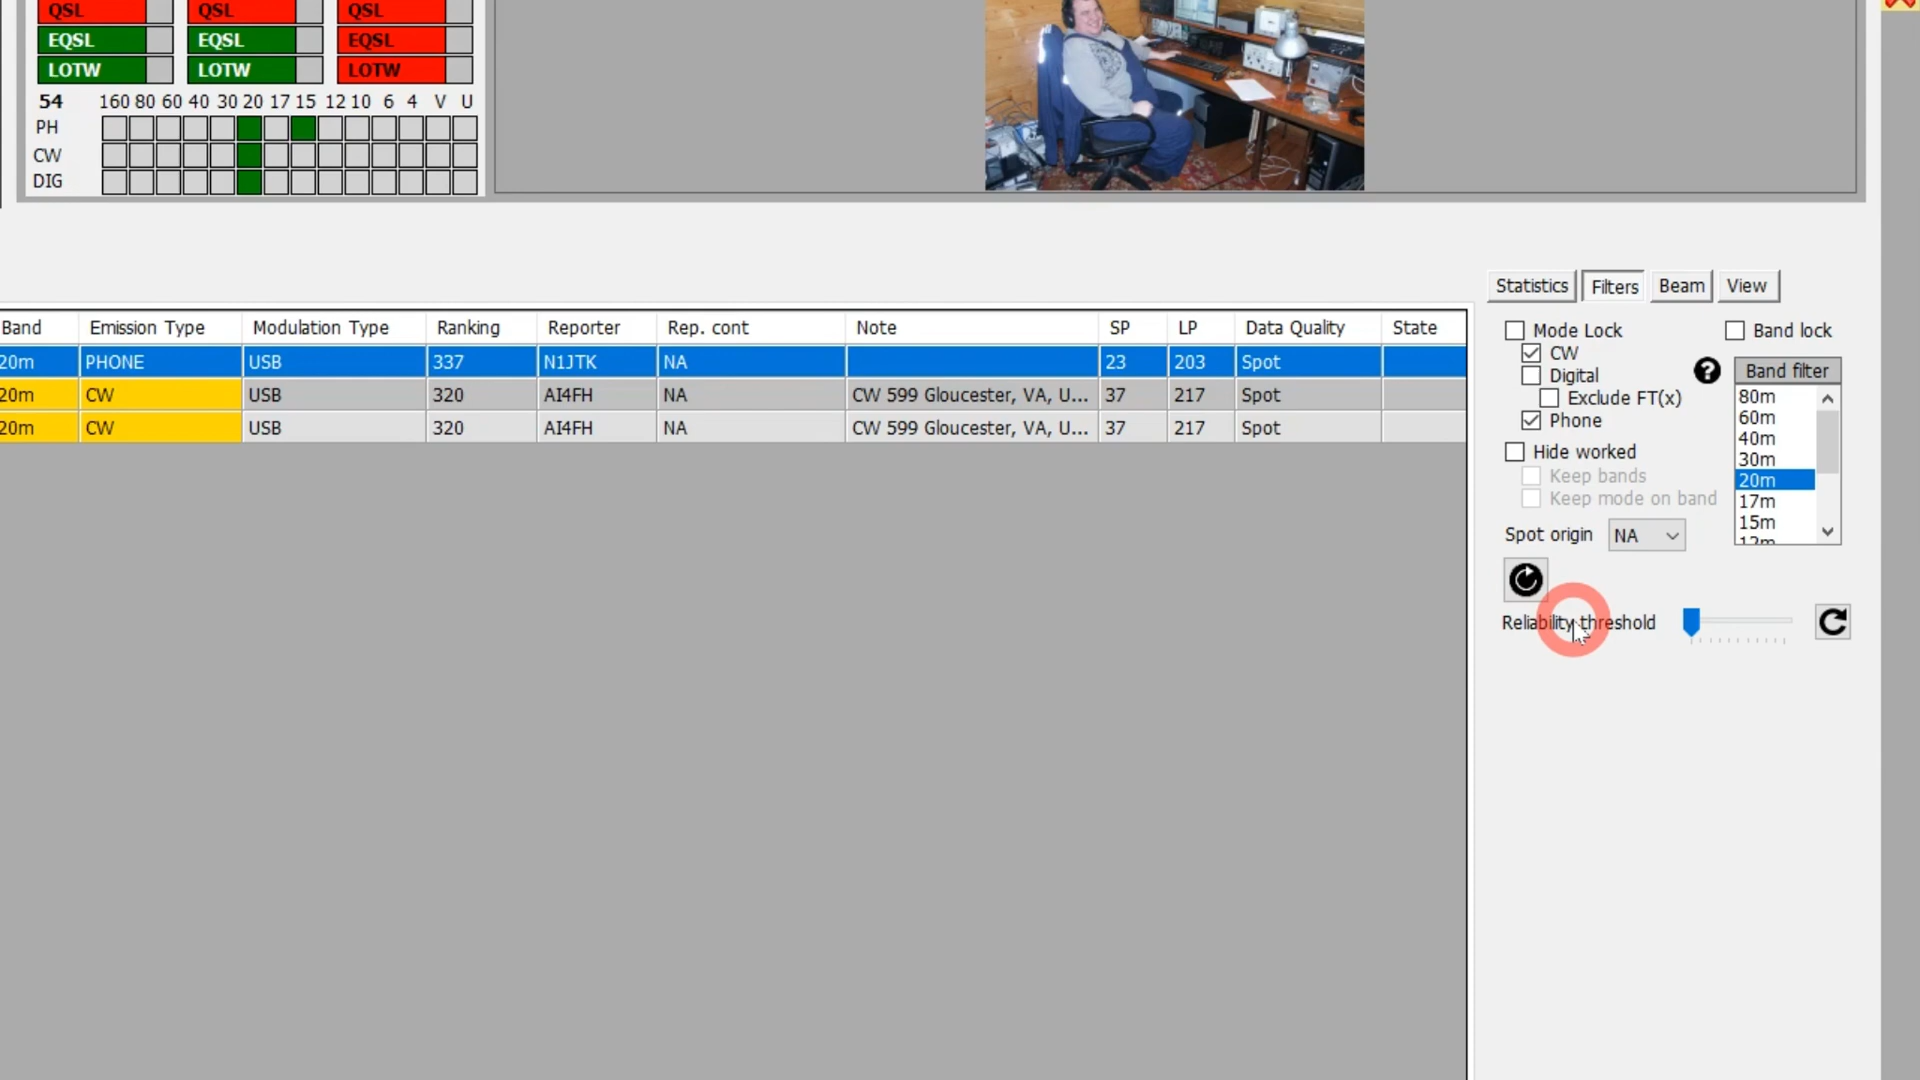 QSL QSL QSL
EQSL EQSL EQSL
LOTW LOTW LOTW
54 160 80 60 40 30 20 17 15 12 10 6 4 V U
PH
CW
DIG
Statistics Filters Beam View
Band Emission Type Modulation Type Ranking Reporter Rep. cont Note SP LP Data Quality State
20m PHONE USB 337 N1JTK NA 23 203 Spot
20m CW USB 320 AI4FH NA CW 599 Gloucester, VA, U... 37 217 Spot
20m CW USB 320 AI4FH NA CW 599 Gloucester, VA, U... 37 217 Spot
Mode Lock Band lock
CW
Digital
Exclude FT(x)
Phone
Hide worked
Keep bands
Keep mode on band
Spot origin NA
Band filter
80m
60m
40m
30m
20m
17m
15m
12m
Reliability threshold